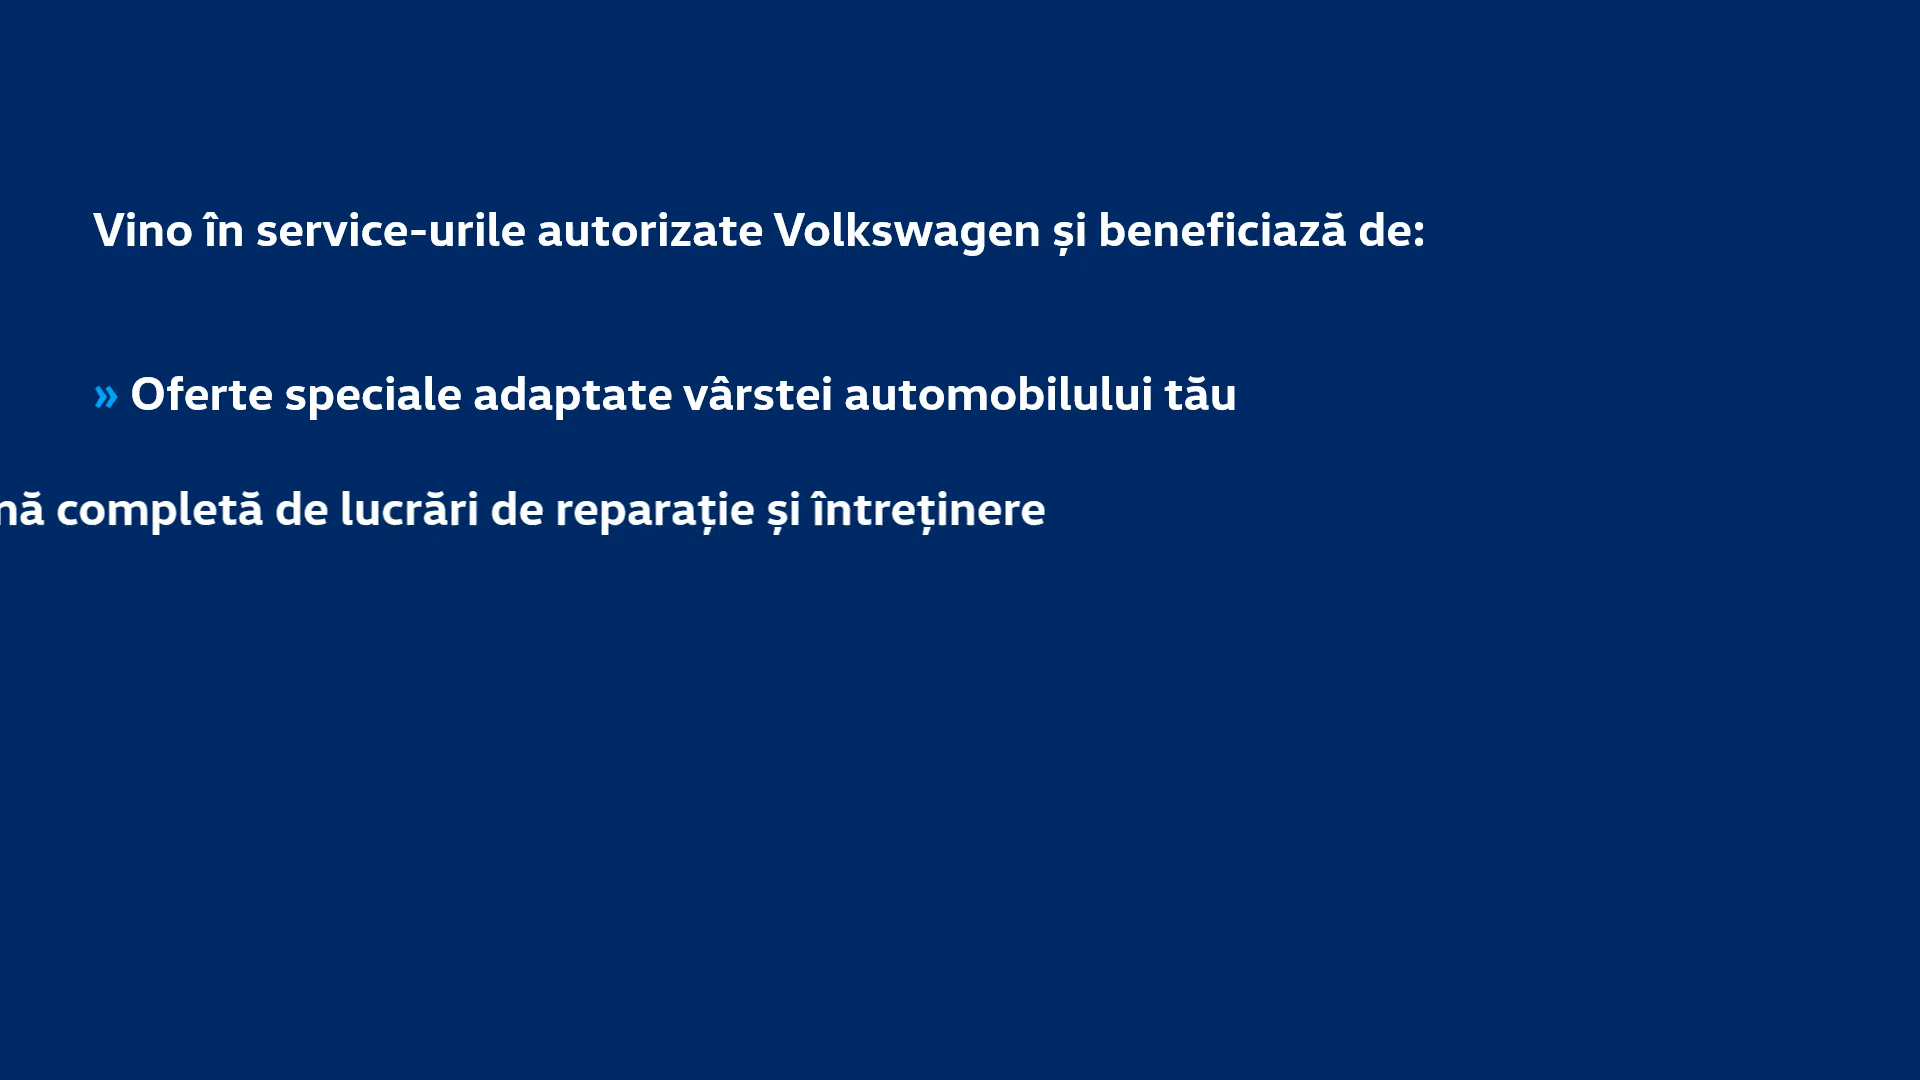 Vino în service-urile autorizate Volkswagen și beneficiază de:
» Oferte speciale adaptate vârstei automobilului tău
completă de lucrări de reparație și întreținere